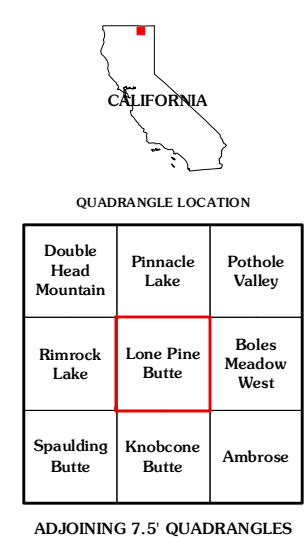 CALIFORNIA
QUADRANGLE LOCATION
Double
Head
Mountain
Pinnacle
Lake
Pothole
Valley
Rimrock
Lake
Lone Pine
Butte
Boles
Meadow
West
Spaulding
Butte
Knobcone
Butte
Ambrose
ADJOINING 7.5' QUADRANGLES